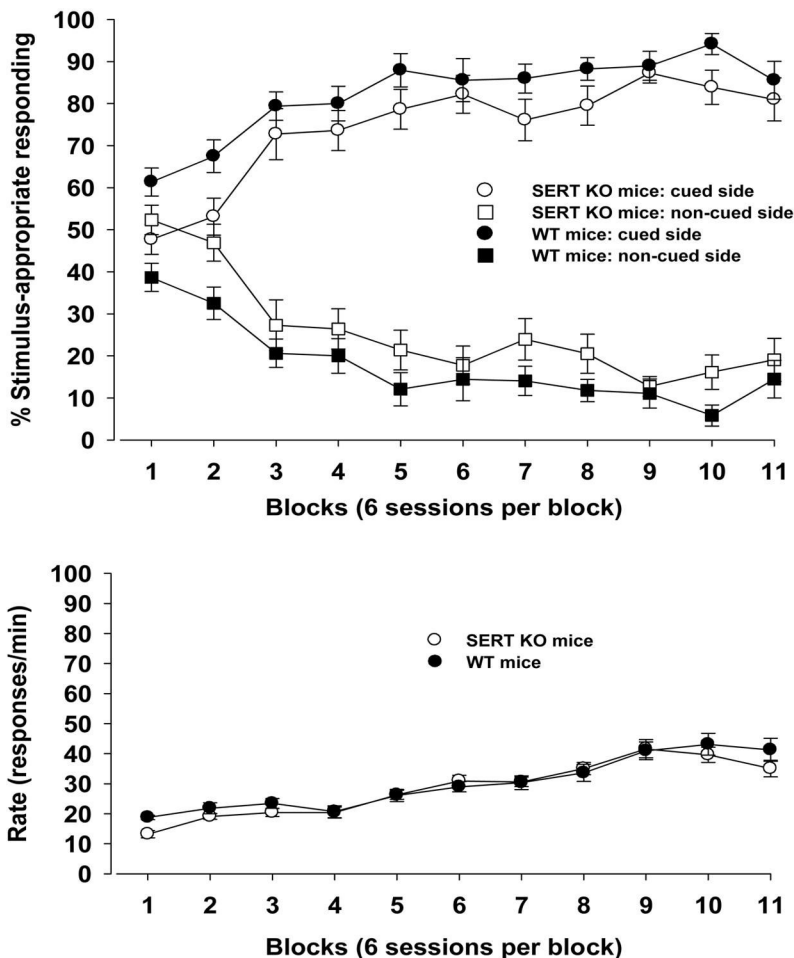 % Stimulus-appropriate responding
100
90
80
70
60
50
40
30
20
10
0
SERT KO mice: cued side
SERT KO mice: non-cued side
WT mice: cued side
WT mice: non-cued side
1 2 3 4 5 6 7 8 9 10 11
Blocks (6 sessions per block)
Rate (responses/min)
100
90
80
70
60
50
40
30
20
10
0
SERT KO mice
WT mice
1 2 3 4 5 6 7 8 9 10 11
Blocks (6 sessions per block)